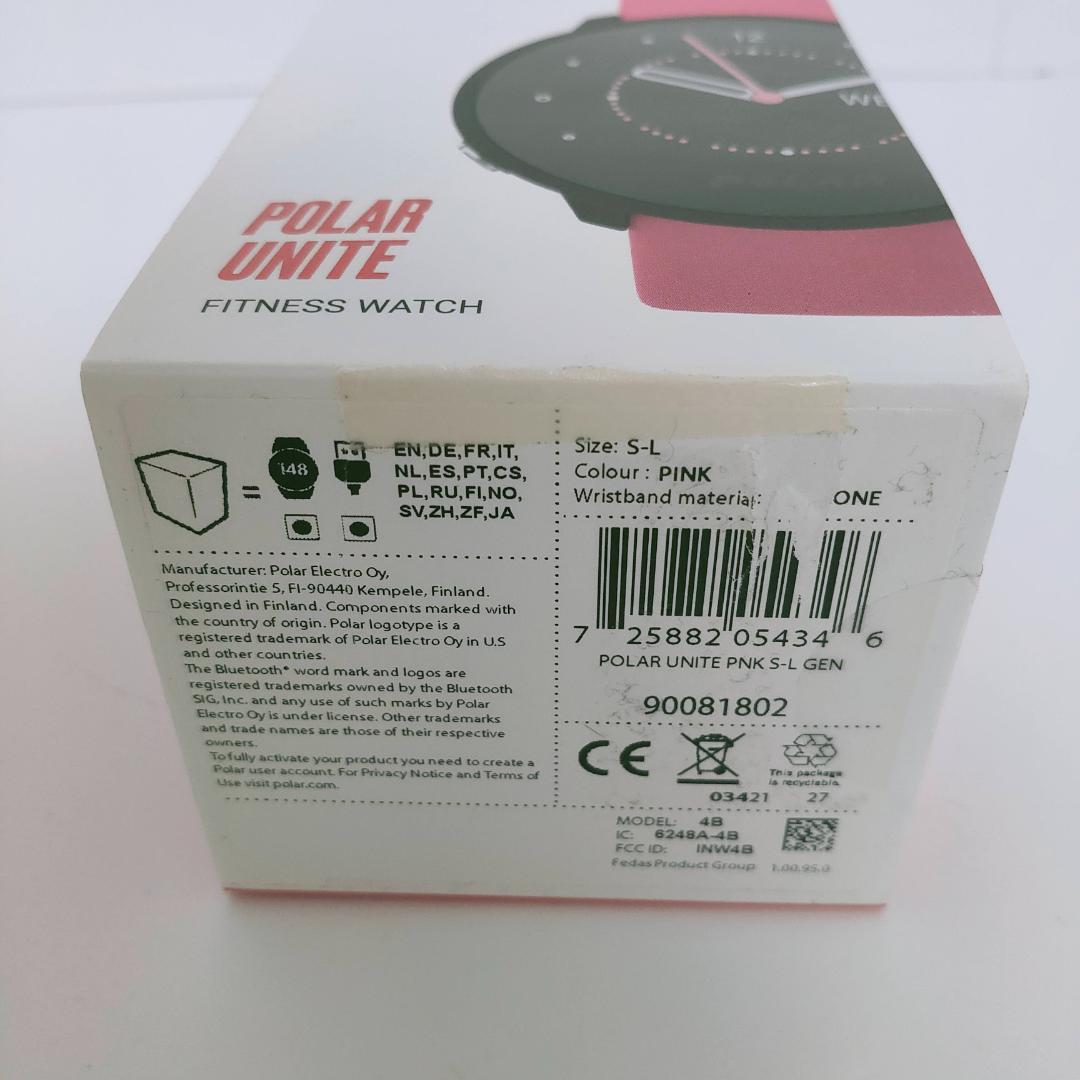 12
WE
POLAR
UNITE
FITNESS WATCH
148
EN,DE,FR,IT,
NL,ES,PT,CS,
PL,RU,FI,NO,
SV,ZH,ZF,JA
Manufacturer: Polar Electro Oy,
Professorintie 5, FI-90440 Kempele, Finland.
Designed in Finland. Components marked with
the country of origin. Polar logotype is a
registered trademark of Polar Electro Oy in U.S
and other countries.
The Bluetooth® word mark and logos are
registered trademarks owned by the Bluetooth
SIG, Inc. and any use of such marks by Polar
Electro Oy is under license. Other trademarks
and trade names are those of their respective
owners.
To fully activate your product you need to create a
Polar user account. For Privacy Notice and Terms of
Use visit polar.com.
Size: S-L
Colour : PINK
Wristband material: ONE
7 25882 05434 6
POLAR UNITE PNK S-L GEN
90081802
CE
This package
is recyclable.
03421 27
MODEL: 4B
IC: 6248A-4B
FCC ID: INW4B
Fedas Product Group 1.00.95.0